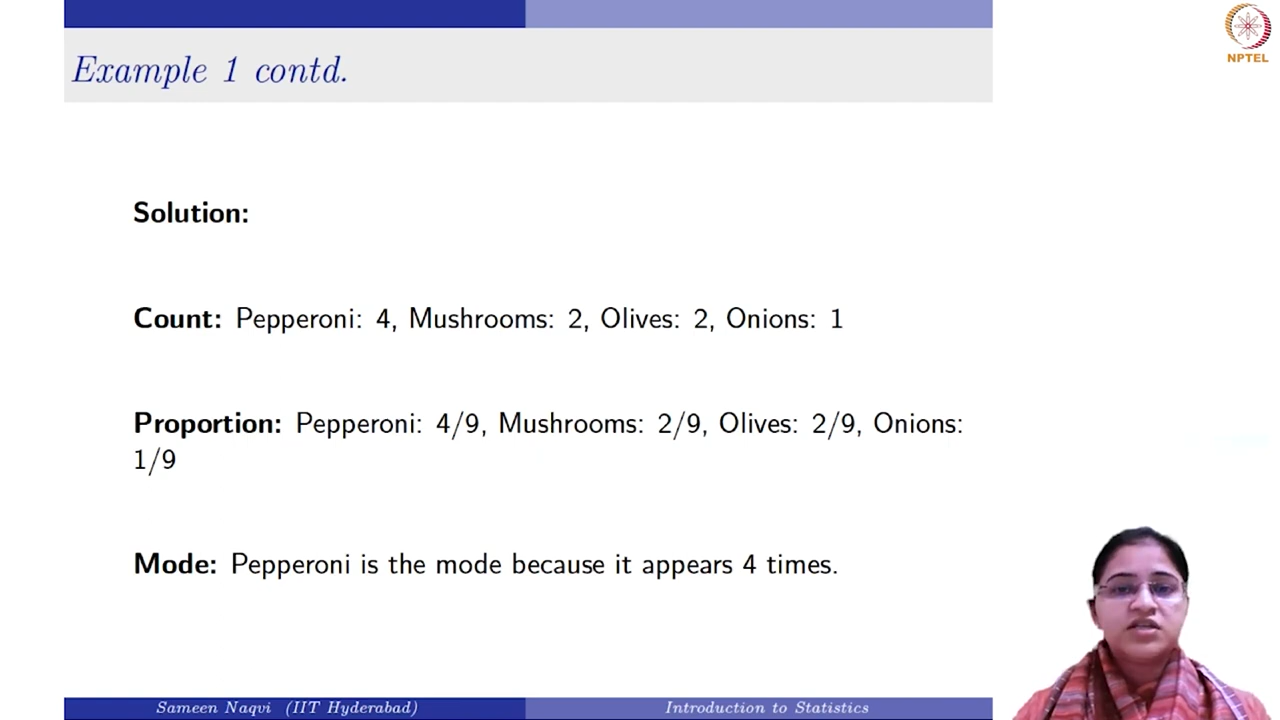 Example 1 contd.
NPTEL
Solution:
Count: Pepperoni: 4, Mushrooms: 2, Olives: 2, Onions: 1
Proportion: Pepperoni: 4/9, Mushrooms: 2/9, Olives: 2/9, Onions:
1/9
Mode: Pepperoni is the mode because it appears 4 times.
Sameen Naqvi (IIT Hyderabad)
Introduction to Statistics